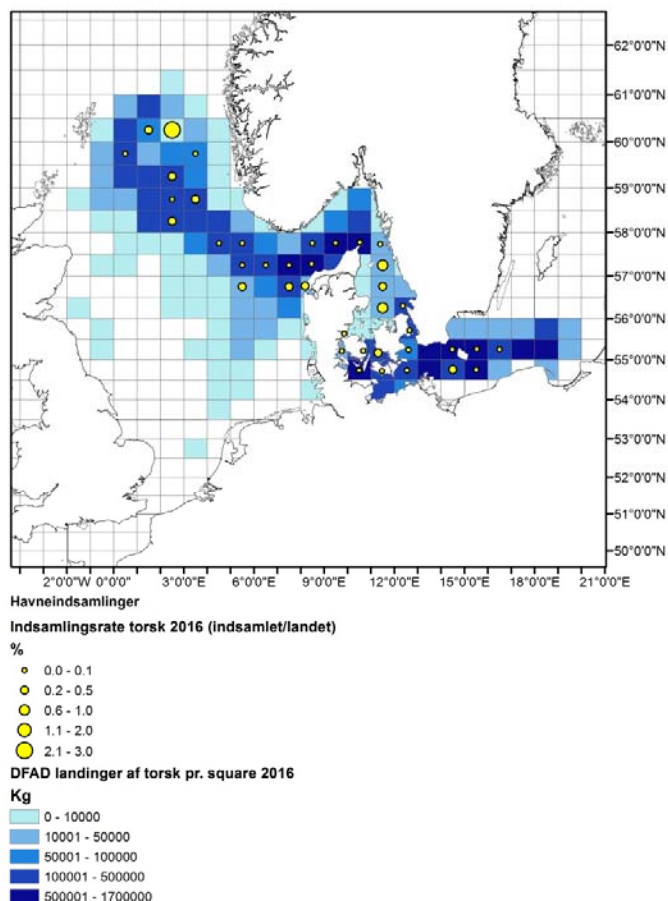 62°0'0"N
61°0'0"N
60°0'0"N
59°0'0"N
58°0'0"N
57°0'0"N
56°0'0"N
55°0'0"N
54°0'0"N
53°0'0"N
52°0'0"N
51°0'0"N
50°0'0"N
2°0'0"W 0°0'0" 3°0'0"E 6°0'0"E 9°0'0"E 12°0'0"E 15°0'0"E 18°0'0"E 21°0'0"E
Havneindsamlinger
Indsamlingsrate torsk 2016 (indsamlet/landet)
%
0.0 - 0.1
0.2 - 0.5
0.6 - 1.0
1.1 - 2.0
2.1 - 3.0
DFAD landinger af torsk pr. square 2016
Kg
0 - 10000
10001 - 50000
50001 - 100000
100001 - 500000
500001 - 1700000